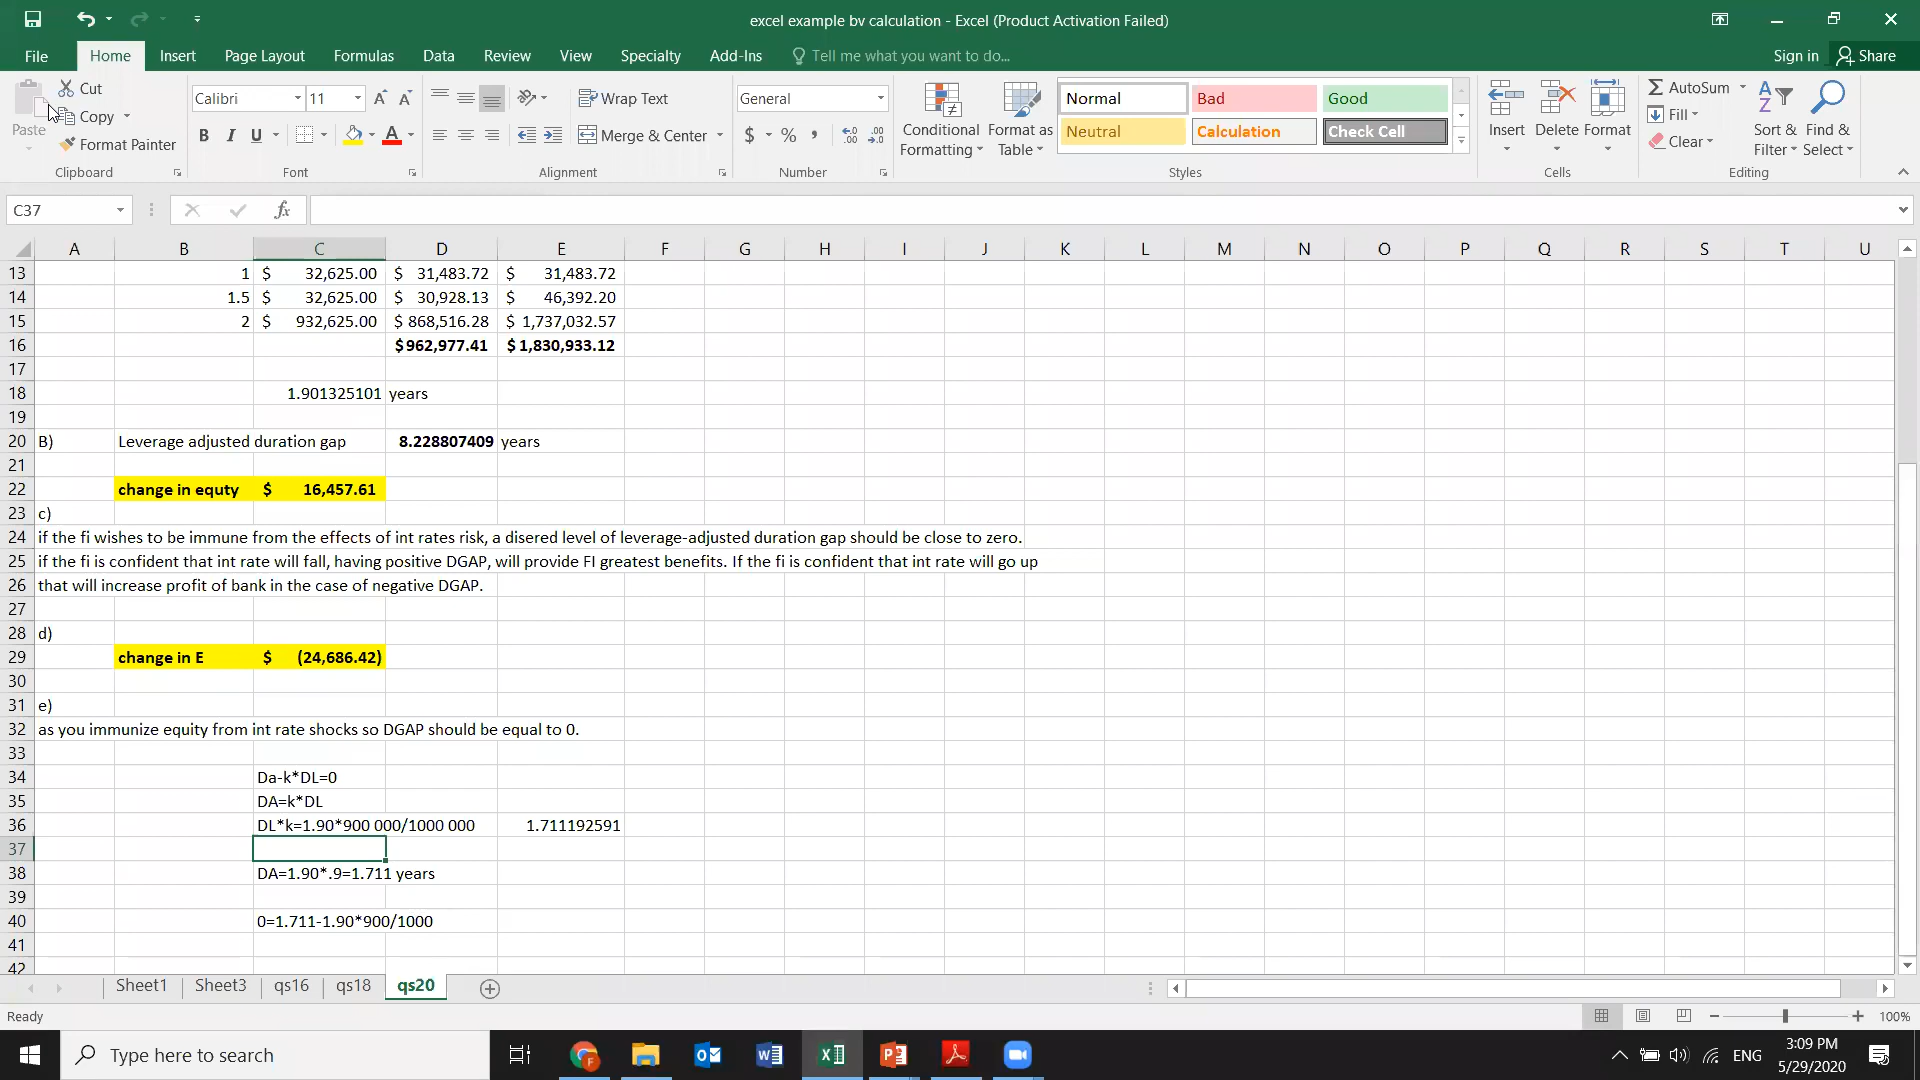 excel example bv calculation - Excel (Product Activation Failed)
File Home Insert Page Layout Formulas Data Review View Specialty Add-Ins Tell me what you want to do... Sign in Share
Paste Cut Copy Format Painter Clipboard
Calibri 11 B I U A Font
Wrap Text Merge & Center Alignment
General $ % , Number
Conditional Formatting Format as Table
Normal Bad Good
Neutral Calculation Check Cell
Styles
Insert Delete Format Cells
AutoSum Fill Clear Sort & Filter Find & Select Editing
C37 fx
A B C D E F G H I J K L M N O P Q R S T U
13 1 $ 32,625.00 $ 31,483.72 $ 31,483.72
14 1.5 $ 32,625.00 $ 30,928.13 $ 46,392.20
15 2 $ 932,625.00 $ 868,516.28 $ 1,737,032.57
16 $962,977.41 $1,830,933.12
17
18 1.901325101 years
19
20 B) Leverage adjusted duration gap 8.228807409 years
21
22 change in equty $ 16,457.61
23 c)
24 if the fi wishes to be immune from the effects of int rates risk, a disered level of leverage-adjusted duration gap should be close to zero.
25 if the fi is confident that int rate will fall, having positive DGAP, will provide FI greatest benefits. If the fi is confident that int rate will go up
26 that will increase profit of bank in the case of negative DGAP.
27
28 d)
29 change in E $ (24,686.42)
30
31 e)
32 as you immunize equity from int rate shocks so DGAP should be equal to 0.
33
34 Da-k*DL=0
35 DA=k*DL
36 DL*k=1.90*900 000/1000 000 1.711192591
37
38 DA=1.90*.9=1.711 years
39
40 0=1.711-1.90*900/1000
41
42
Sheet1 Sheet3 qs16 qs18 qs20
Ready 100%
Type here to search ENG 3:09 PM
5/29/2020